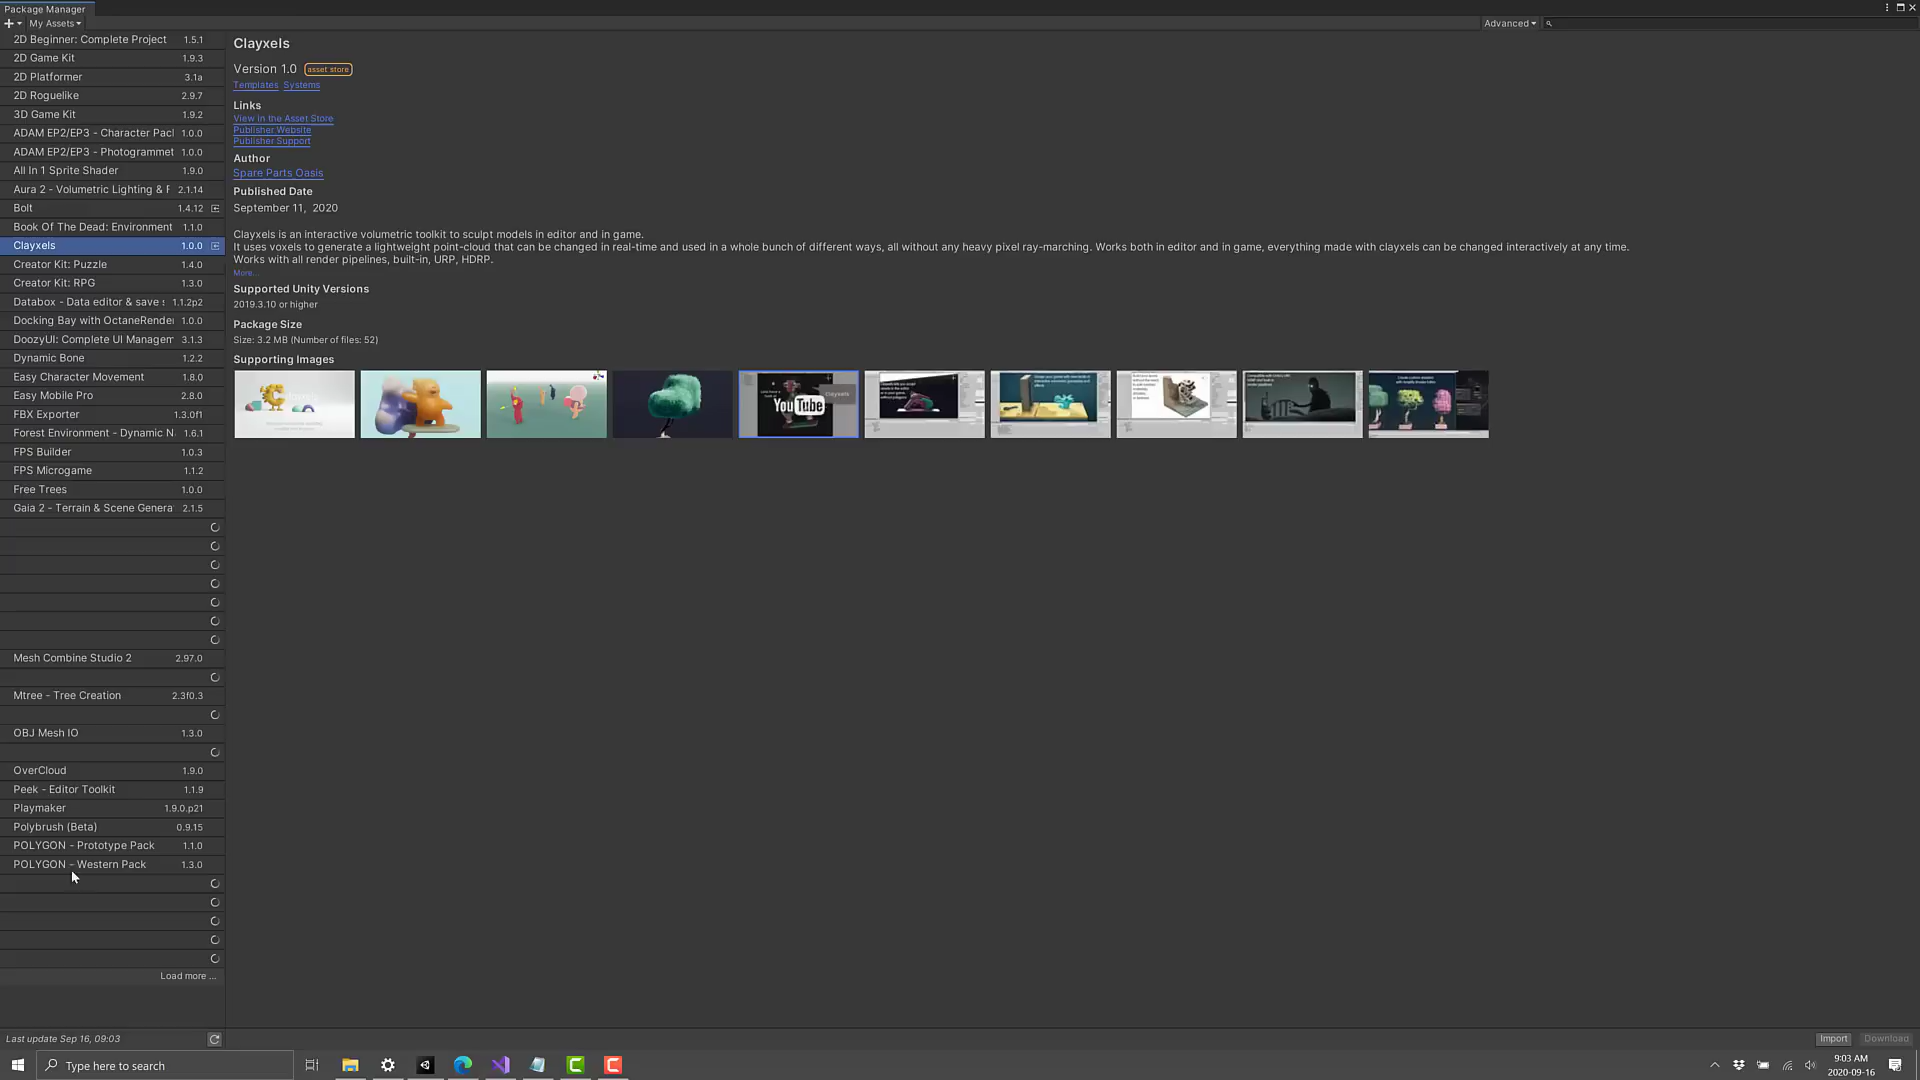 Package Manager
My Assets
Advanced
2D Beginner: Complete Project 1.5.1
2D Game Kit 1.9.3
2D Platformer 3.1a
2D Roguelike 2.9.7
3D Game Kit 1.9.2
ADAM EP2/EP3 - Character Pacl 1.0.0
ADAM EP2/EP3 - Photogrammet 1.0.0
All In 1 Sprite Shader 1.9.0
Aura 2 - Volumetric Lighting & F 2.1.14
Bolt 1.4.12
Book Of The Dead: Environment 1.1.0
Clayxels 1.0.0
Creator Kit: Puzzle 1.4.0
Creator Kit: RPG 1.3.0
Databox - Data editor & save : 1.1.2p2
Docking Bay with OctaneRende 1.0.0
DoozyUI: Complete UI Managem 3.1.3
Dynamic Bone 1.2.2
Easy Character Movement 1.8.0
Easy Mobile Pro 2.8.0
FBX Exporter 1.3.0f1
Forest Environment - Dynamic N 1.6.1
FPS Builder 1.0.3
FPS Microgame 1.1.2
Free Trees 1.0.0
Gaia 2 - Terrain & Scene Genera 2.1.5
Mesh Combine Studio 2 2.97.0
Mtree - Tree Creation 2.3f0.3
OBJ Mesh IO 1.3.0
OverCloud 1.9.0
Peek - Editor Toolkit 1.1.9
Playmaker 1.9.0.p21
Polybrush (Beta) 0.9.15
POLYGON - Prototype Pack 1.1.0
POLYGON - Western Pack 1.3.0
Load more ...
Last update Sep 16, 09:03
Clayxels
Version 1.0 asset store
Templates Systems
Links
View in the Asset Store
Publisher Website
Publisher Support
Author
Spare Parts Oasis
Published Date
September 11, 2020
Clayxels is an interactive volumetric toolkit to sculpt models in editor and in game.
It uses voxels to generate a lightweight point-cloud that can be changed in real-time and used in a whole bunch of different ways, all without any heavy pixel ray-marching. Works both in editor and in game, everything made with clayxels can be changed interactively at any time.
Works with all render pipelines, built-in, URP, HDRP.
More...
Supported Unity Versions
2019.3.10 or higher
Package Size
Size: 3.2 MB (Number of files: 52)
Supporting Images
YouTube
Clayxels
Import Download
Type here to search
9:03 AM
2020-09-16